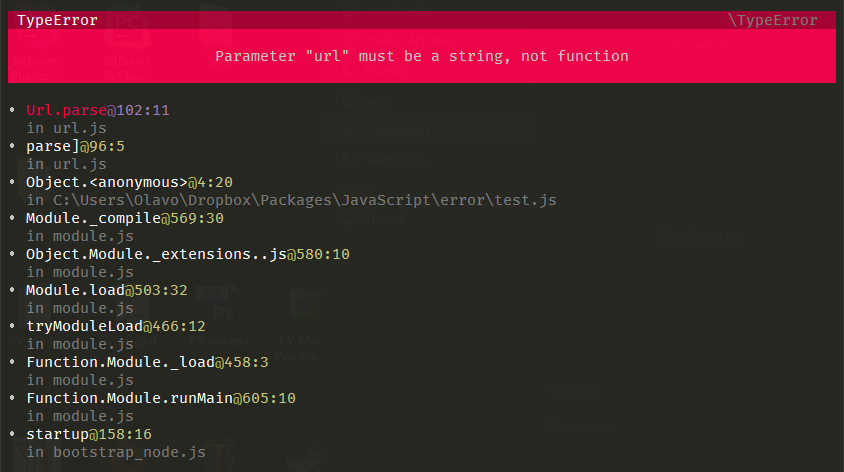 TypeError \TypeError
Parameter "url" must be a string, not function
• Url.parse@102:11
in url.js
• parse]@96:5
in url.js
• Object.<anonymous>@4:20
in C:\Users\Olavo\Dropbox\Packages\JavaScript\error\test.js
• Module._compile@569:30
in module.js
• Object.Module._extensions..js@580:10
in module.js
• Module.load@503:32
in module.js
• tryModuleLoad@466:12
in module.js
• Function.Module._load@458:3
in module.js
• Function.Module.runMain@605:10
in module.js
• startup@158:16
in bootstrap_node.js